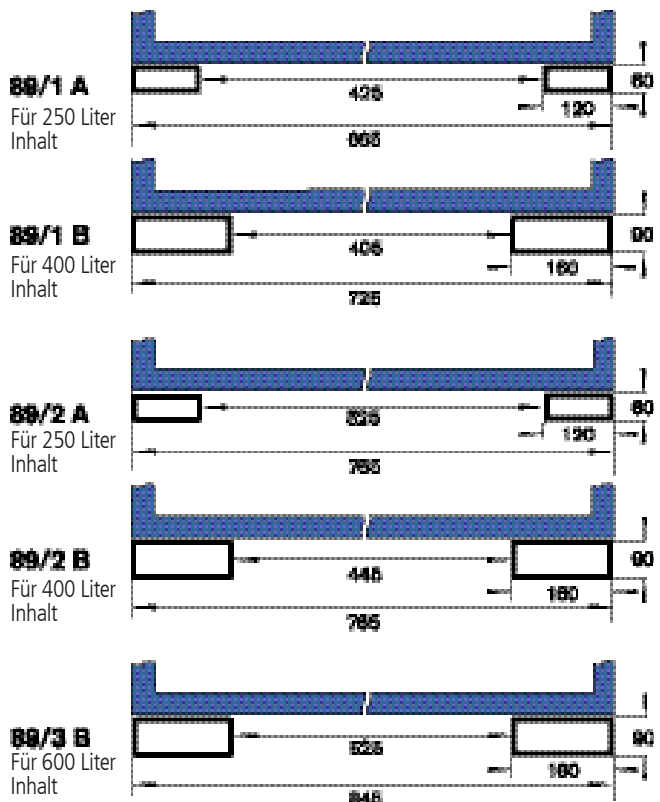 89/1 A
Für 250 Liter
Inhalt
425
60
120
665
89/1 B
Für 400 Liter
Inhalt
405
90
160
725
89/2 A
Für 250 Liter
Inhalt
525
60
120
765
89/2 B
Für 400 Liter
Inhalt
445
90
160
765
89/3 B
Für 600 Liter
Inhalt
525
90
160
845